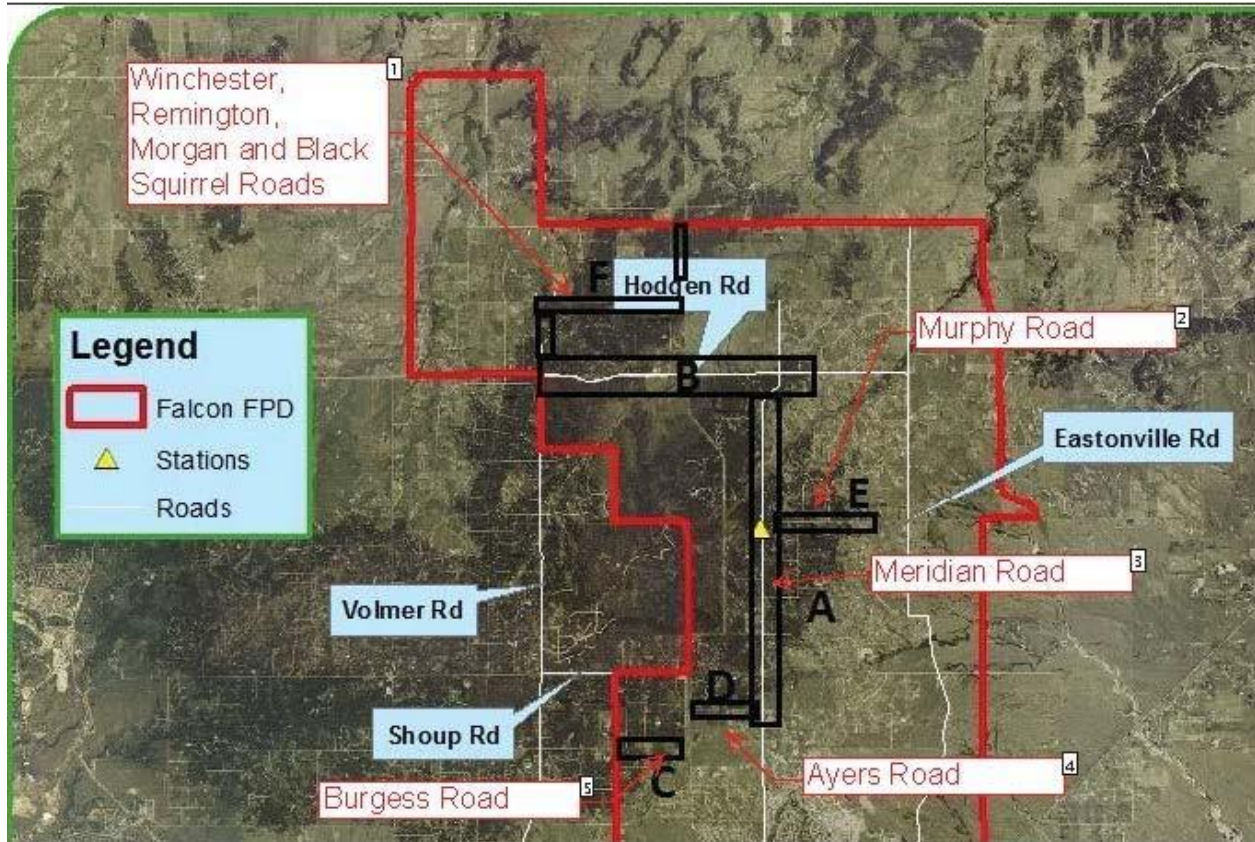 Winchester,
Remington,
Morgan and Black
Squirrel Roads
1
F
Hodgen Rd
Murphy Road
2
B
Legend
Falcon FPD
Stations
Roads
Eastonville Rd
E
Meridian Road
3
A
Volmer Rd
D
Shoup Rd
Ayers Road
4
C
Burgess Road
5